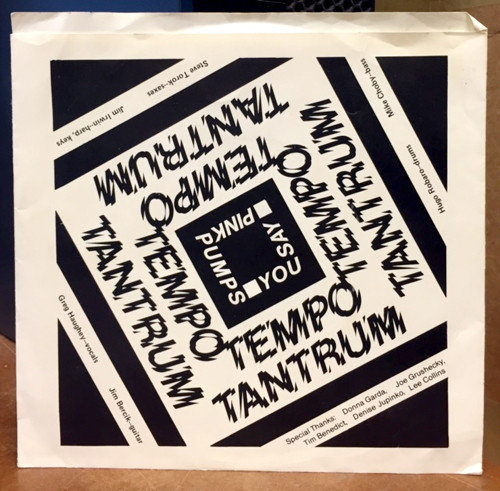 Steve Torok-saxes
Jim Irwin-harp, keys
Mike Choby-bass
Hugo Robaro-drums
TEMPO
TANTRUM
TEMPO
TANTRUM
TEMPO
TANTRUM
TEMPO
TANTRUM
YOU SAY
PINK PUMPS
Greg Haughey-vocals
Jim Bercik-guitar
Special Thanks: Donna Garda, Joe Grushecky,
Tim Benedict, Denise Jupinko, Lee Collins